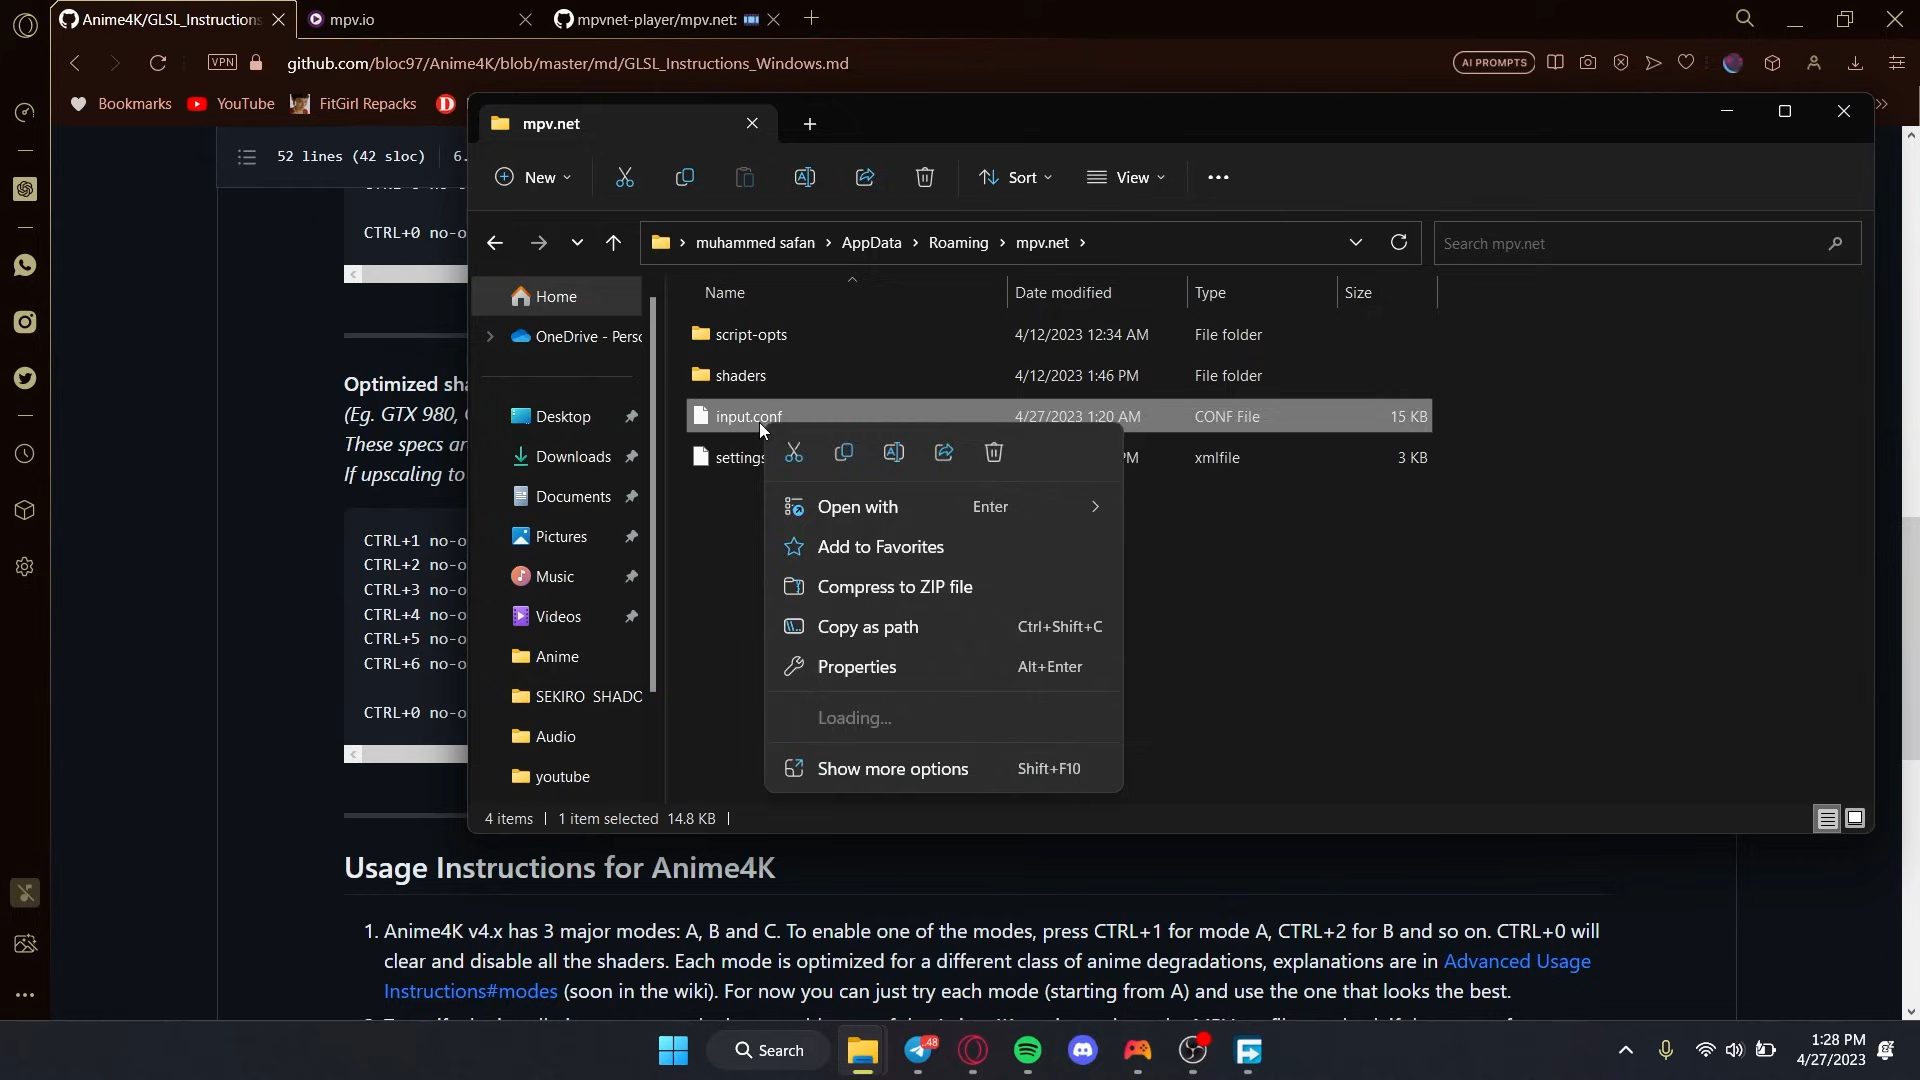 Anime4K/GLSL_Instructions
mpv.io
mpvnet-player/mpv.net:
VPN
github.com/bloc97/Anime4K/blob/master/md/GLSL_Instructions_Windows.md
AI PROMPTS
Bookmarks
YouTube
FitGirl Repacks
52 lines (42 sloc)
6.
CTRL+0 no-o
Optimized sha
(Eg. GTX 980,
These specs ar
If upscaling to
CTRL+1 no-o
CTRL+2 no-o
CTRL+3 no-o
CTRL+4 no-o
CTRL+5 no-o
CTRL+6 no-o
CTRL+0 no-o
mpv.net
New
Sort
View
muhammed safan > AppData > Roaming > mpv.net >
Search mpv.net
Home
OneDrive - Perso
Desktop
Downloads
Documents
Pictures
Music
Videos
Anime
SEKIRO SHADO
Audio
youtube
Name Date modified Type Size
script-opts 4/12/2023 12:34 AM File folder
shaders 4/12/2023 1:46 PM File folder
input.conf 4/27/2023 1:20 AM CONF File 15 KB
settings PM xmlfile 3 KB
Open with Enter
Add to Favorites
Compress to ZIP file
Copy as path Ctrl+Shift+C
Properties Alt+Enter
Loading...
Show more options Shift+F10
4 items 1 item selected 14.8 KB
Usage Instructions for Anime4K
1. Anime4K v4.x has 3 major modes: A, B and C. To enable one of the modes, press CTRL+1 for mode A, CTRL+2 for B and so on. CTRL+0 will
clear and disable all the shaders. Each mode is optimized for a different class of anime degradations, explanations are in Advanced Usage
Instructions#modes (soon in the wiki). For now you can just try each mode (starting from A) and use the one that looks the best.
Search
48
1:28 PM
4/27/2023